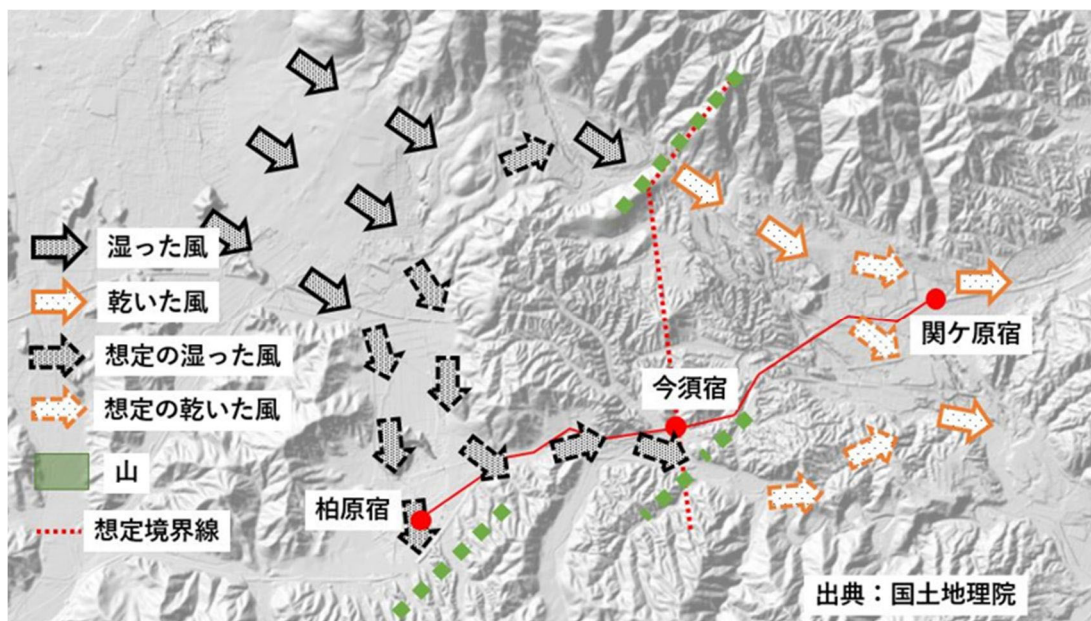 湿った風
乾いた風
想定の湿った風
想定の乾いた風
山
想定境界線
関ケ原宿
今須宿
柏原宿
出典：国土地理院